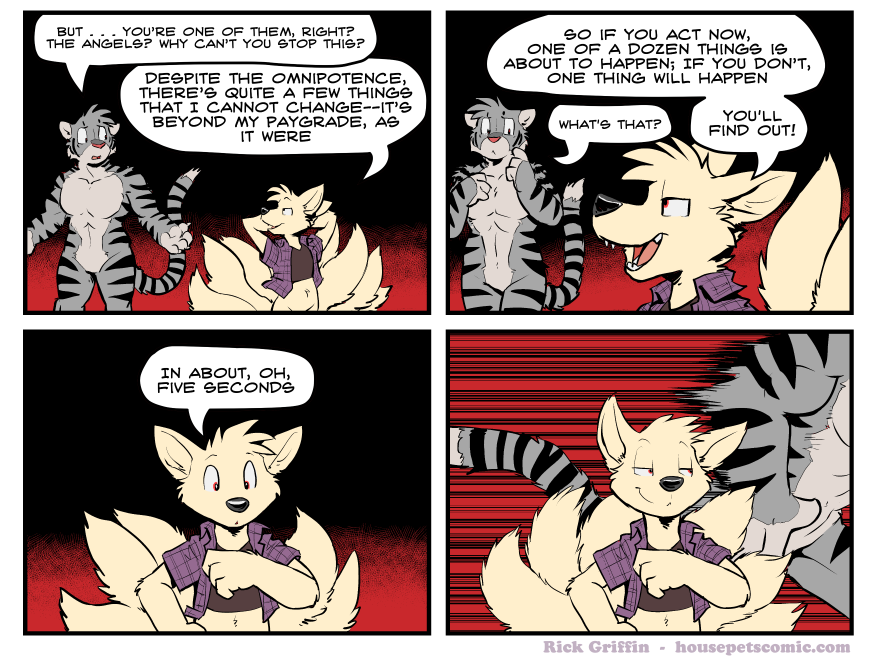 BUT . . . YOU'RE ONE OF THEM, RIGHT?
THE ANGELS? WHY CAN'T YOU STOP THIS?
DESPITE THE OMNIPOTENCE,
THERE'S QUITE A FEW THINGS
THAT I CANNOT CHANGE--IT'S
BEYOND MY PAYGRADE, AS
IT WERE
SO IF YOU ACT NOW,
ONE OF A DOZEN THINGS IS
ABOUT TO HAPPEN; IF YOU DON'T,
ONE THING WILL HAPPEN
WHAT'S THAT?
YOU'LL
FIND OUT!
IN ABOUT, OH,
FIVE SECONDS
Rick Griffin - housepetscomic.com